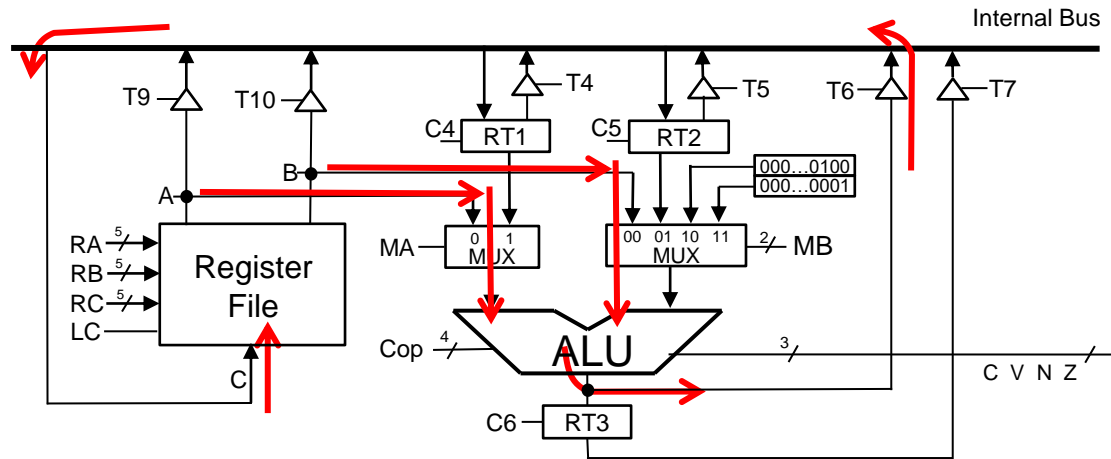 Internal Bus
T9
T10
T4
T5
T6
T7
C4
RT1
C5
RT2
000...0100
000...0001
B
A
RA
5
RB
5
RC
5
LC
Register
File
C
MA
0
1
MUX
00
01
10
11
MUX
2
MB
Cop
4
ALU
3
C V N Z
C6
RT3